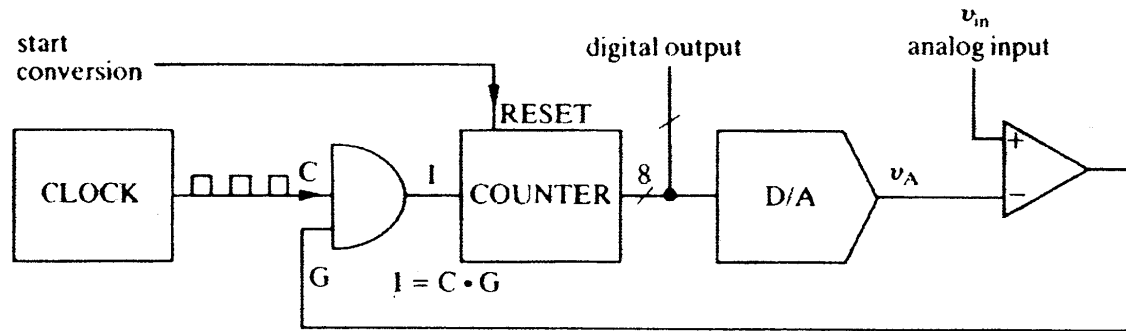 start
conversion
digital output
v_in
analog input
RESET
CLOCK
C
I
COUNTER
8
D/A
v_A
+
−
G
I = C • G